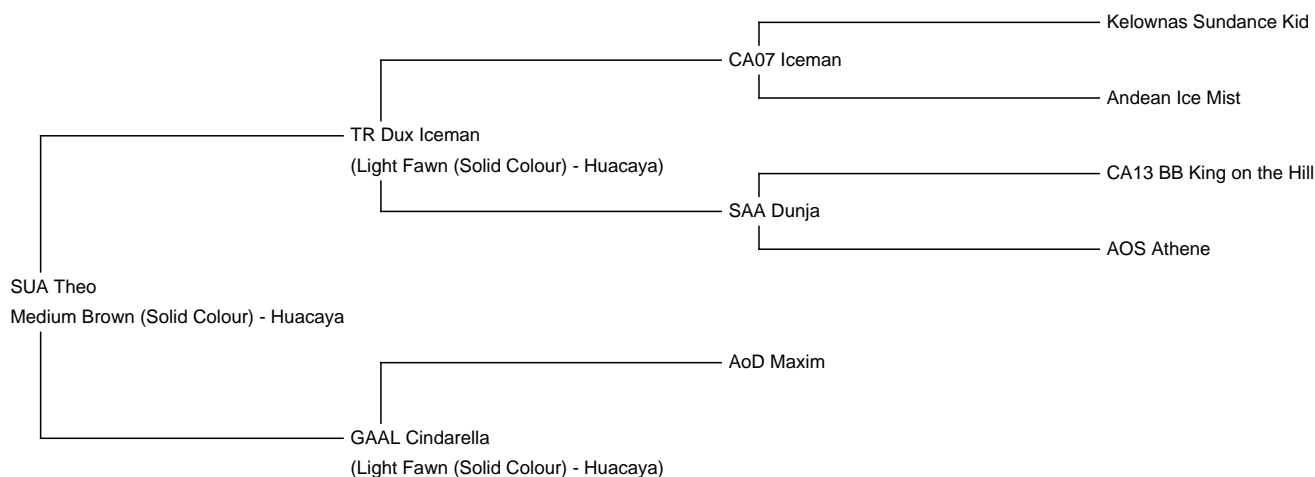 Kelownas Sundance Kid
CA07 Iceman
Andean Ice Mist
TR Dux Iceman
(Light Fawn (Solid Colour) - Huacaya)
CA13 BB King on the Hill
SAA Dunja
AOS Athene
SUA Theo
Medium Brown (Solid Colour) - Huacaya
AoD Maxim
GAAL Cindarella
(Light Fawn (Solid Colour) - Huacaya)